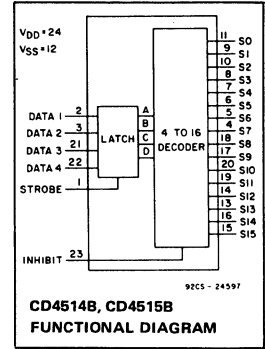 VDD = 24
VSS = 12
DATA 1 2
DATA 2 3
DATA 3 21
DATA 4 22
STROBE 1
LATCH
A
B
C
D
4 TO 16
DECODER
INHIBIT 23
11 S0
9 S1
10 S2
8 S3
7 S4
6 S5
5 S6
4 S7
18 S8
17 S9
20 S10
19 S11
14 S12
13 S13
16 S14
15 S15
92CS - 24597
CD4514B, CD4515B
FUNCTIONAL DIAGRAM